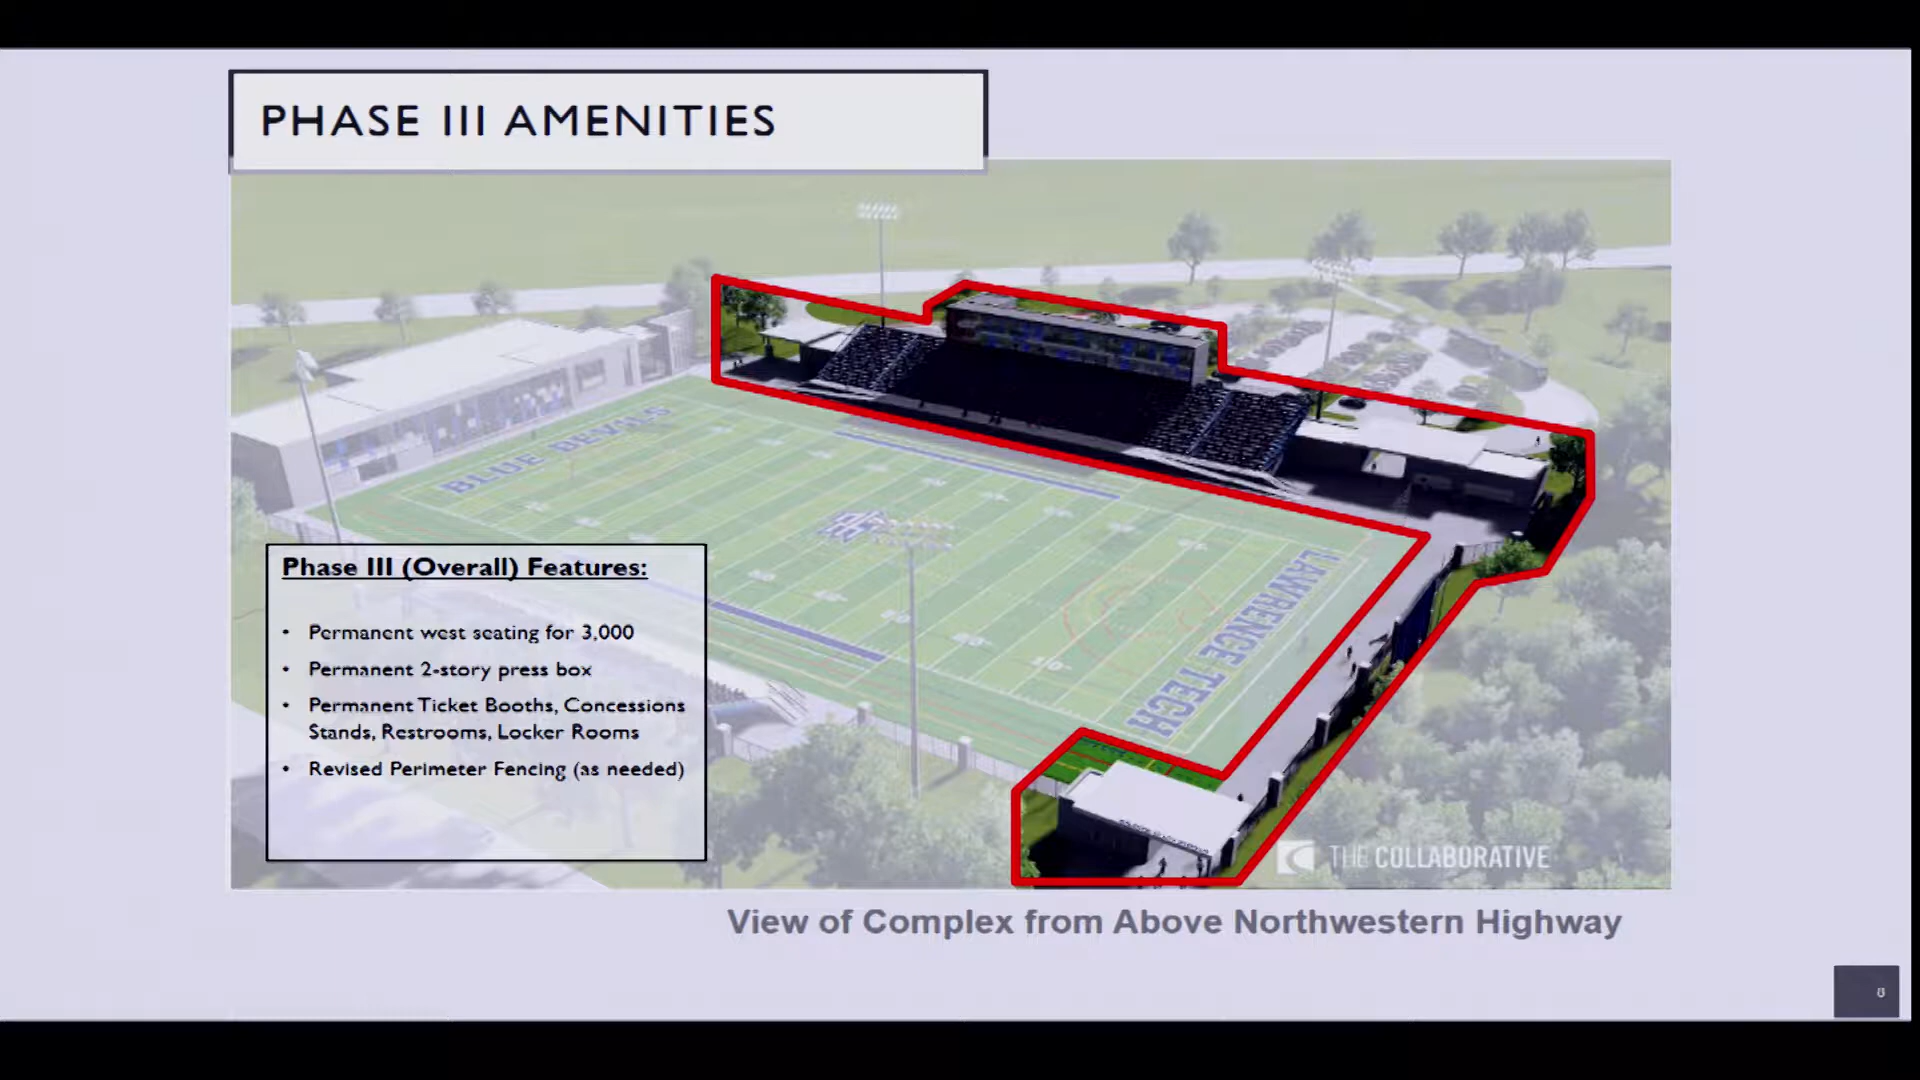 PHASE III AMENITIES
BLUE DEVILS
LAWRENCE TECH
Phase III (Overall) Features:
• Permanent west seating for 3,000
• Permanent 2-story press box
• Permanent Ticket Booths, Concessions
Stands, Restrooms, Locker Rooms
• Revised Perimeter Fencing (as needed)
THE COLLABORATIVE
View of Complex from Above Northwestern Highway
8